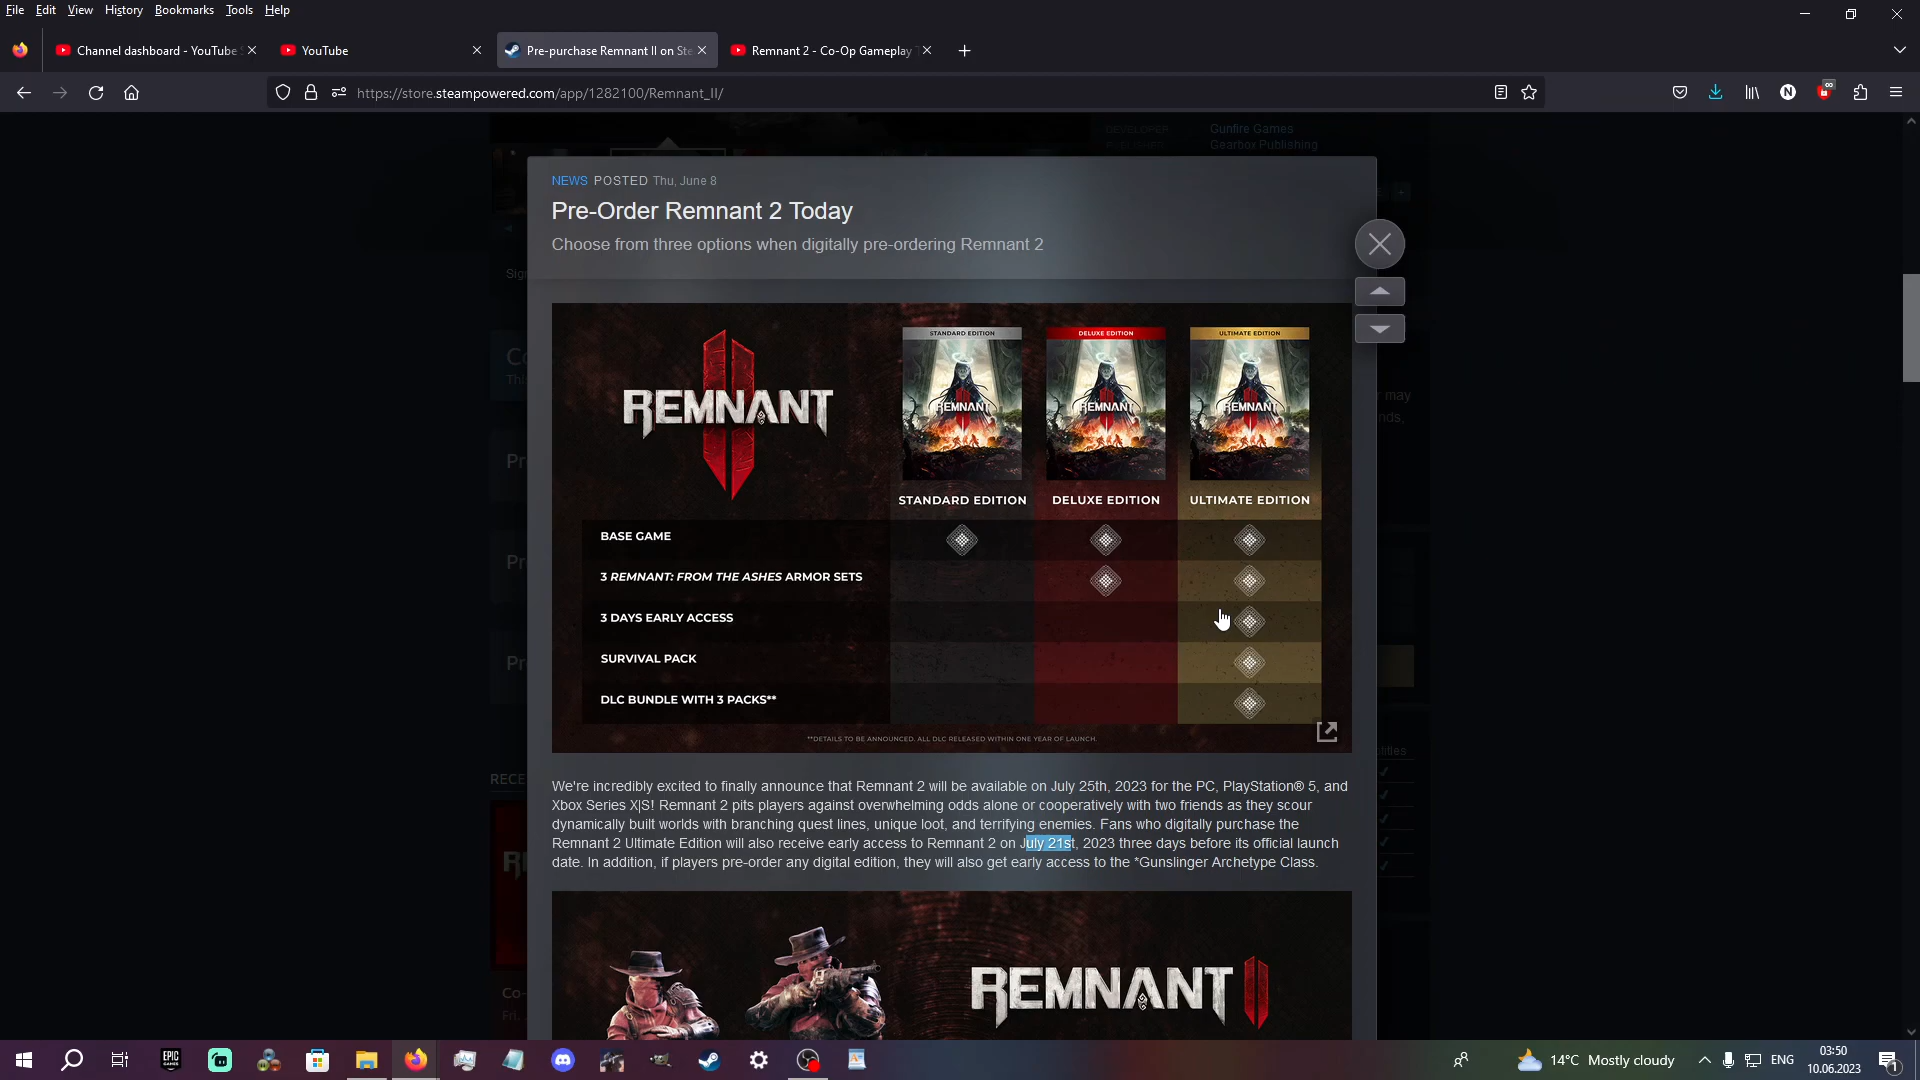 File Edit View History Bookmarks Tools Help
Channel dashboard - YouTube
YouTube
Pre-purchase Remnant II on Ste
Remnant 2 - Co-Op Gameplay
https://store.steampowered.com/app/1282100/Remnant_II/
DEVELOPER Gunfire Games
PUBLISHER Gearbox Publishing
NEWS POSTED Thu, June 8
Pre-Order Remnant 2 Today
Choose from three options when digitally pre-ordering Remnant 2
REMNANT
STANDARD EDITION DELUXE EDITION ULTIMATE EDITION
REMNANT REMNANT REMNANT
STANDARD EDITION DELUXE EDITION ULTIMATE EDITION
BASE GAME
3 REMNANT: FROM THE ASHES ARMOR SETS
3 DAYS EARLY ACCESS
SURVIVAL PACK
DLC BUNDLE WITH 3 PACKS**
**DETAILS TO BE ANNOUNCED. ALL DLC RELEASED WITHIN ONE YEAR OF LAUNCH.
We're incredibly excited to finally announce that Remnant 2 will be available on July 25th, 2023 for the PC, PlayStation® 5, and
Xbox Series X|S! Remnant 2 pits players against overwhelming odds alone or cooperatively with two friends as they scour
dynamically built worlds with branching quest lines, unique loot, and terrifying enemies. Fans who digitally purchase the
Remnant 2 Ultimate Edition will also receive early access to Remnant 2 on July 21st, 2023 three days before its official launch
date. In addition, if players pre-order any digital edition, they will also get early access to the *Gunslinger Archetype Class.
REMNANT II
EPIC GAMES
14°C Mostly cloudy
ENG
03:50
10.06.2023
1